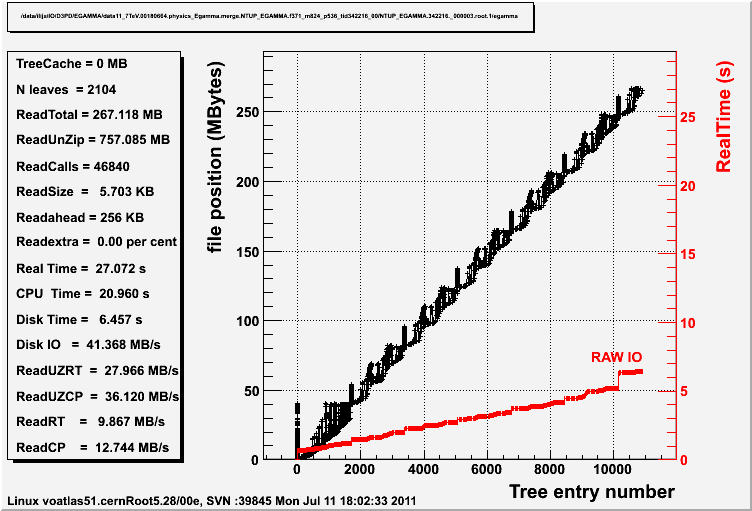 /data/ilijaIO/D3PD/EGAMMA/data11_7TeV.00180664.physics_Egamma.merge.NTUP_EGAMMA.f371_m824_p536_tid342216_00/NTUP_EGAMMA.342216._000003.root.1/egamma
TreeCache = 0 MB
N leaves = 2104
ReadTotal = 267.118 MB
ReadUnZip = 757.085 MB
ReadCalls = 46840
ReadSize = 5.703 KB
Readahead = 256 KB
Readextra = 0.00 per cent
Real Time = 27.072 s
CPU Time = 20.960 s
Disk Time = 6.457 s
Disk IO = 41.368 MB/s
ReadUZRT = 27.966 MB/s
ReadUZCP = 36.120 MB/s
ReadRT = 9.867 MB/s
ReadCP = 12.744 MB/s
file position (MBytes)
250
200
150
100
50
0
RealTime (s)
25
20
15
10
5
0
RAW IO
0 2000 4000 6000 8000 10000
Tree entry number
Linux voatlas51.cernRoot5.28/00e, SVN :39845 Mon Jul 11 18:02:33 2011